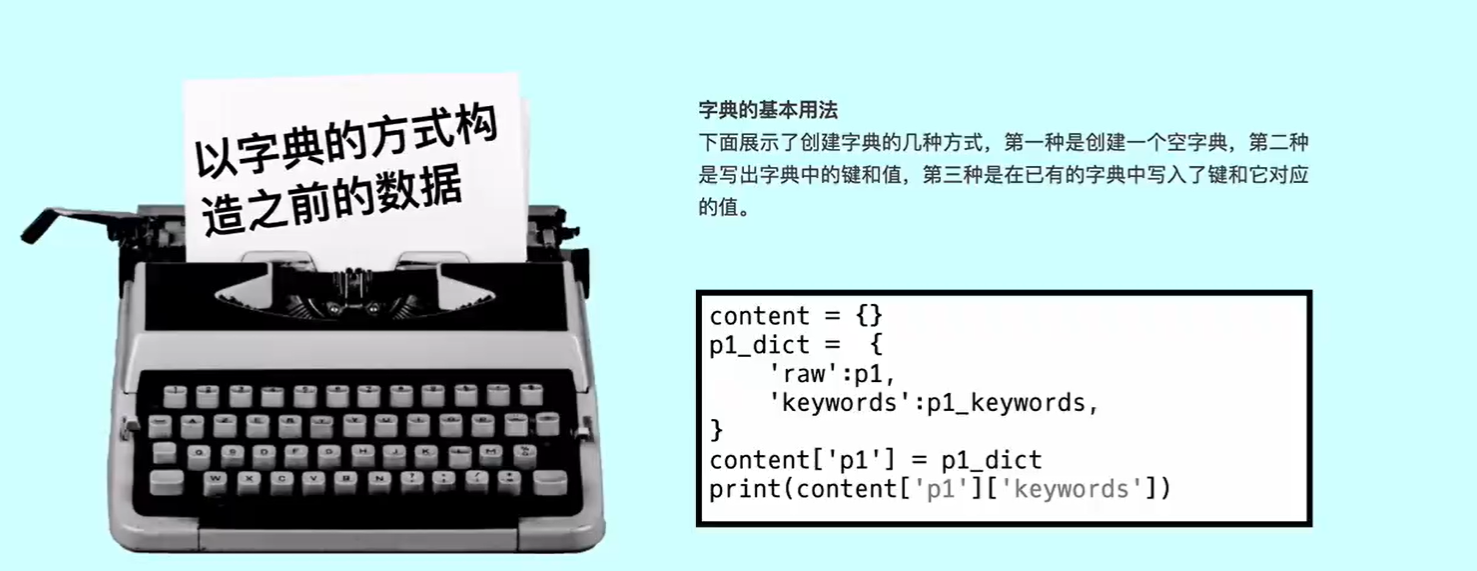 以字典的方式构
造之前的数据
字典的基本用法
下面展示了创建字典的几种方式，第一种是创建一个空字典，第二种
是写出字典中的键和值，第三种是在已有的字典中写入了键和它对应
的值。
content = {}
p1_dict =  {
    'raw':p1,
    'keywords':p1_keywords,
}
content['p1'] = p1_dict
print(content['p1']['keywords'])